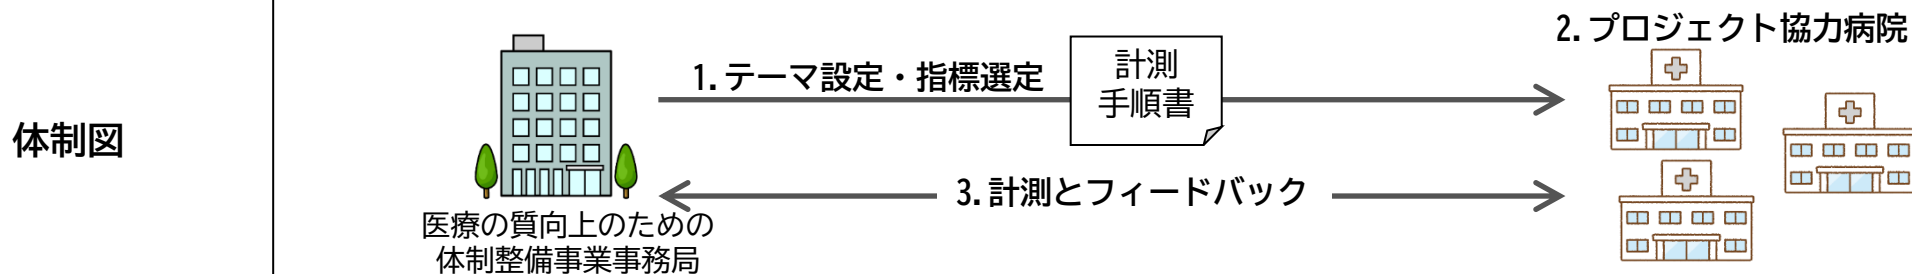 体制図
1. テーマ設定・指標選定
計測
手順書
2. プロジェクト協力病院
3. 計測とフィードバック
医療の質向上のための
体制整備事業事務局